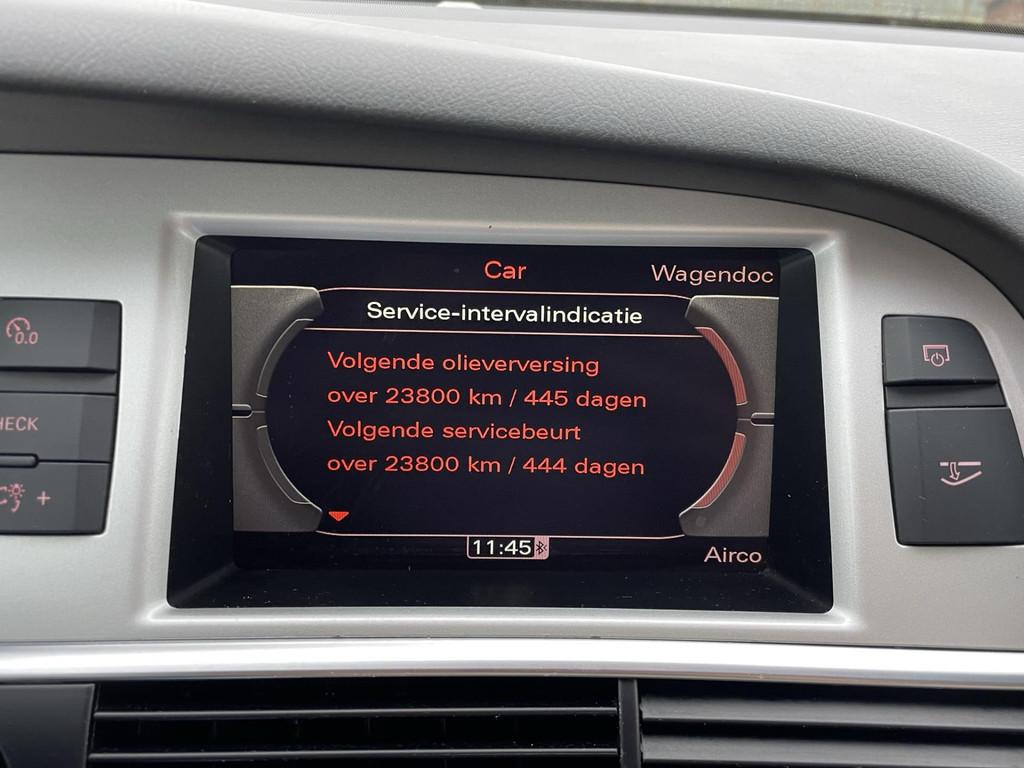 Car
Wagendoc
Service-intervalindicatie
Volgende olieverversing
over 23800 km / 445 dagen
Volgende servicebeurt
over 23800 km / 444 dagen
11:45
Airco
0.0
+